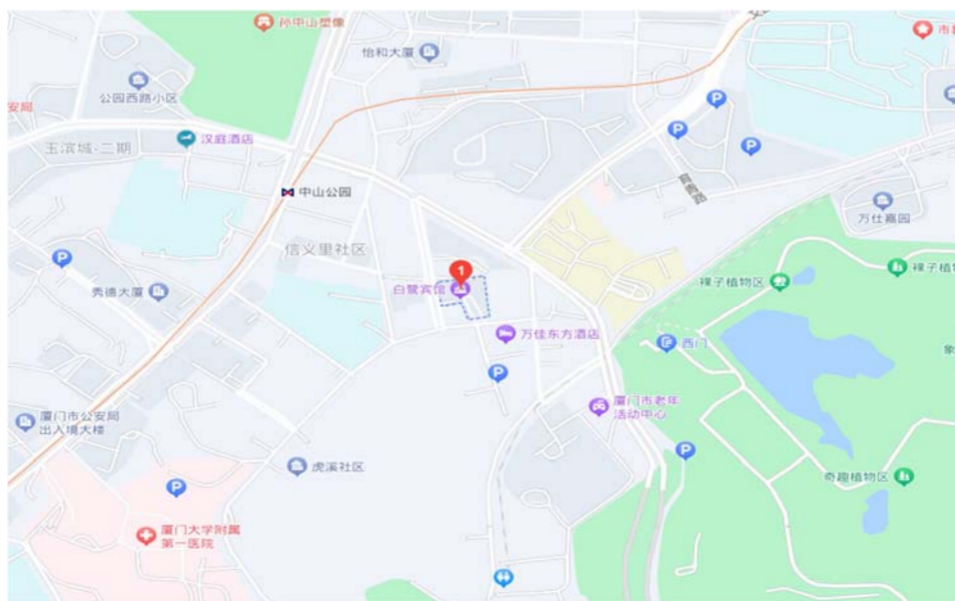 孙中山塑像
怡和大厦
公园西路小区
安局
汉庭酒店
玉滨城-二期
中山公园
信义里社区
万仕嘉园
裸子植物区
裸子植物区
秀德大厦
1
白鹭宾馆
万佳东方酒店
西门
象
厦门市老年
活动中心
厦门市公安局
出入境大楼
虎溪社区
奇趣植物区
厦门大学附属
第一医院
P
P
P
P
P
P
P
市